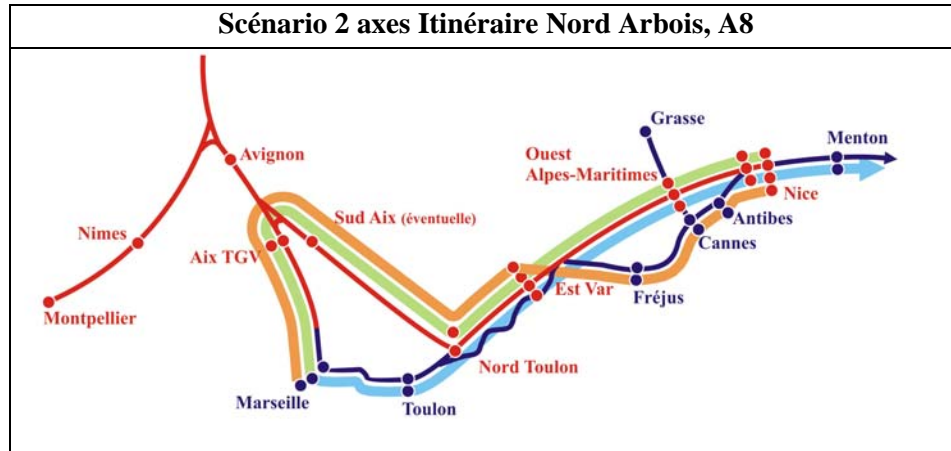 Scénario 2 axes Itinéraire Nord Arbois, A8
Grasse
Menton
Ouest
Alpes-Maritimes
Avignon
Nice
Sud Aix (éventuelle)
Antibes
Nimes
Cannes
Aix TGV
Est Var
Fréjus
Montpellier
Nord Toulon
Marseille
Toulon